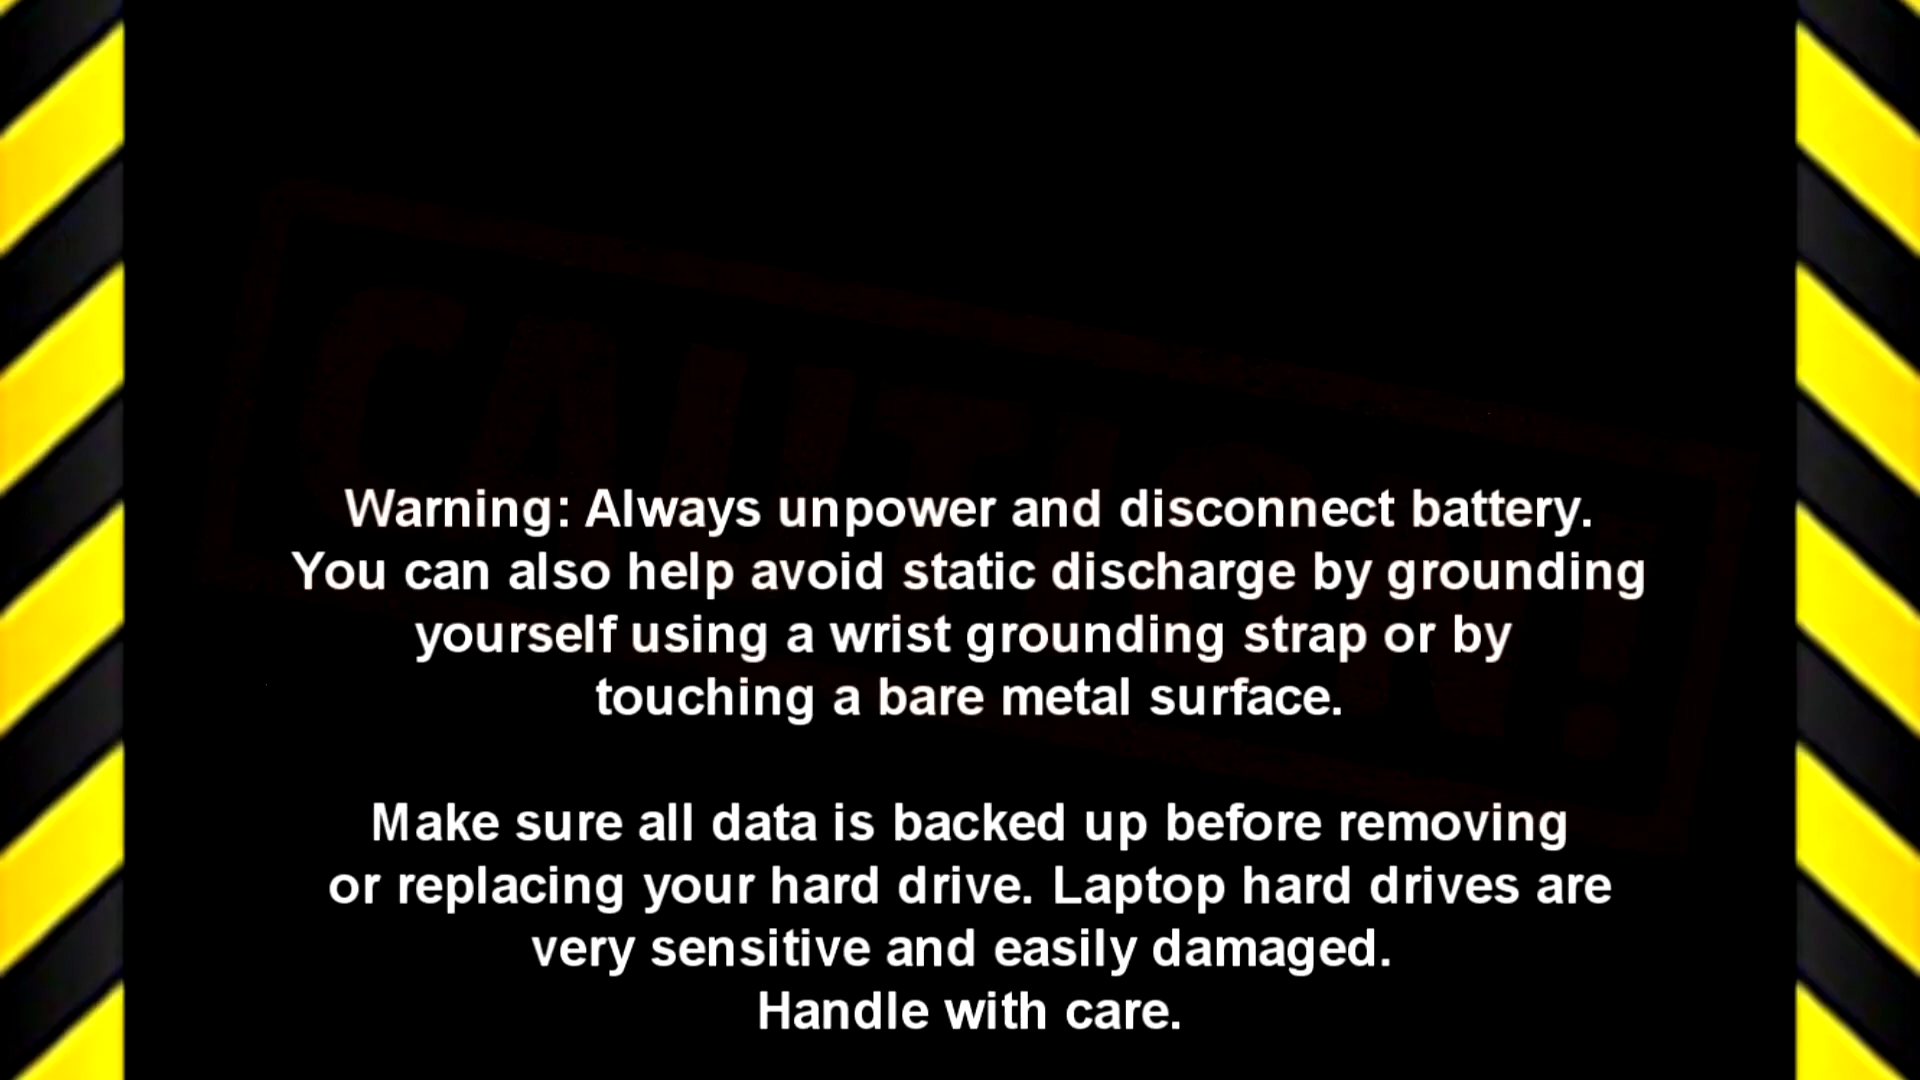 CAUTION!
Warning: Always unpower and disconnect battery.
You can also help avoid static discharge by grounding
yourself using a wrist grounding strap or by
touching a bare metal surface.
Make sure all data is backed up before removing
or replacing your hard drive. Laptop hard drives are
very sensitive and easily damaged.
Handle with care.